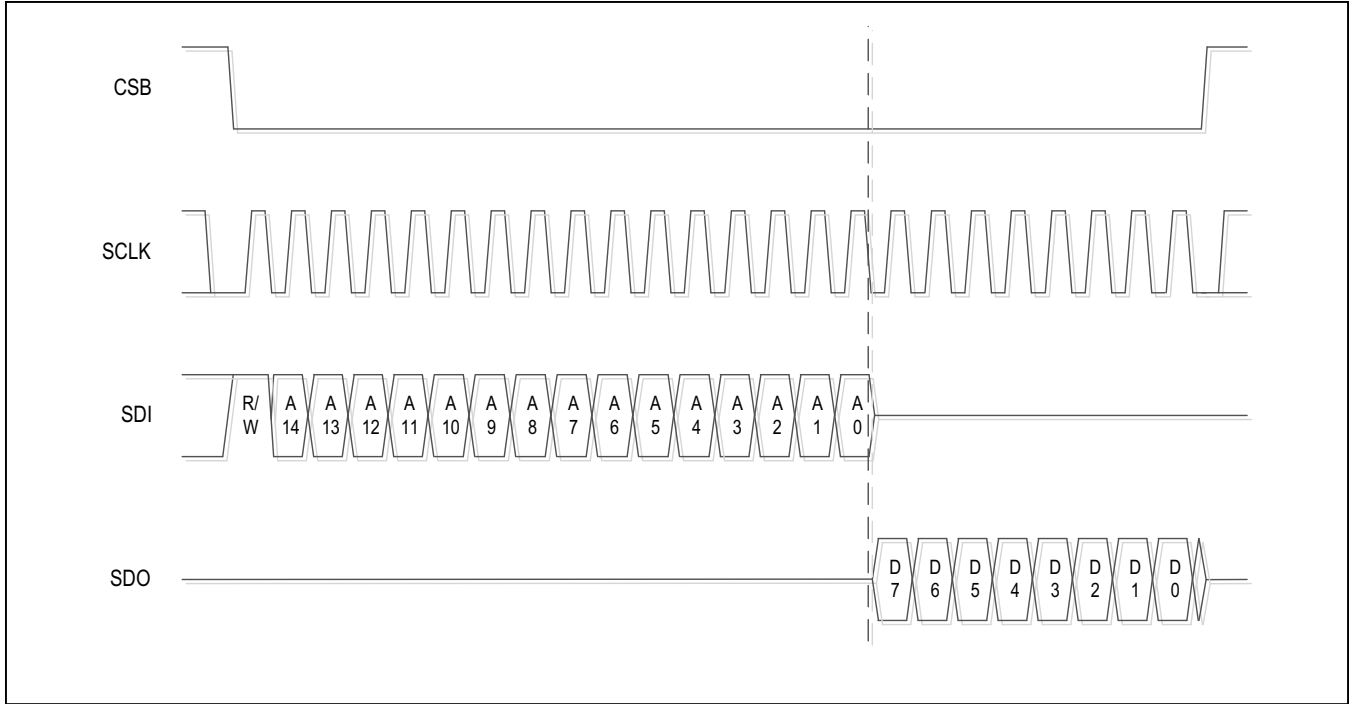 CSB
SCLK
SDI
R/ A A A A A A A A A A A A A A A
W 14 13 12 11 10 9 8 7 6 5 4 3 2 1 0
SDO
D D D D D D D D
7 6 5 4 3 2 1 0